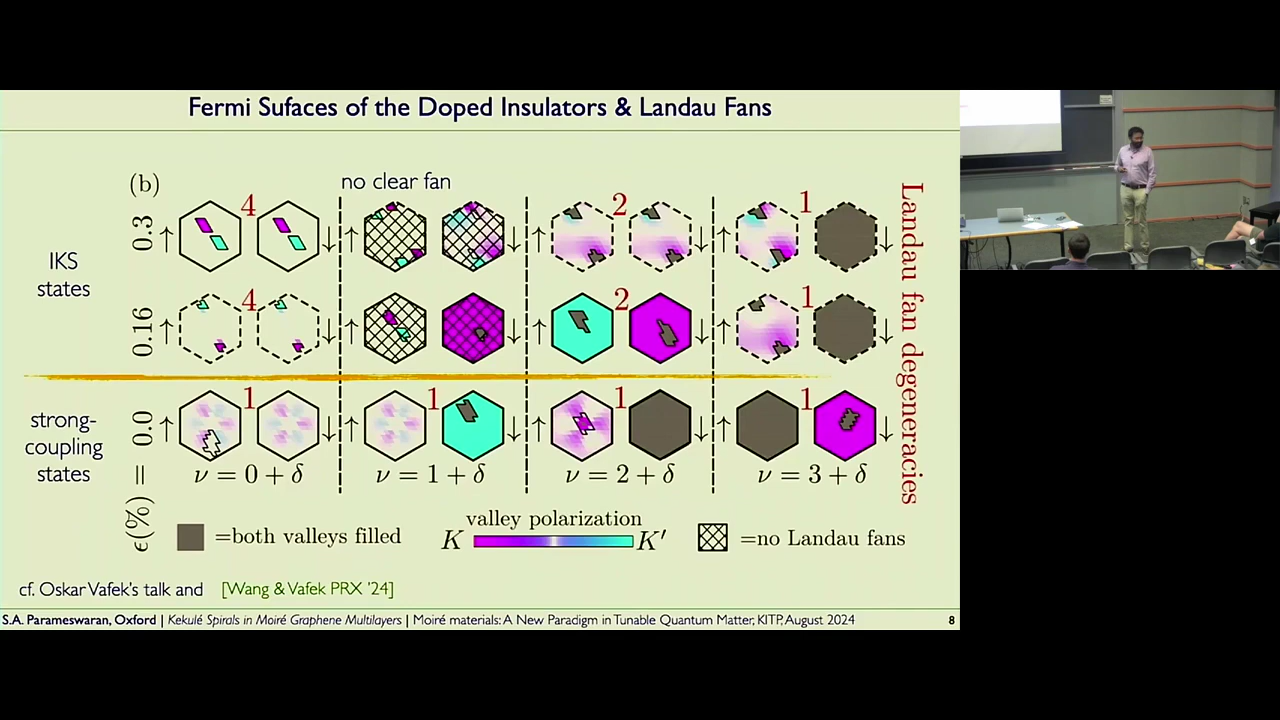 Fermi Sufaces of the Doped Insulators & Landau Fans
(b)
no clear fan
IKS
states
0.3
↑ 4 ↓
↑ ↓
↑ 2 ↓
↑ 1 ↓
0.16
↑ 4 ↓
↑ ↓
↑ 2 ↓
↑ 1 ↓
strong-
coupling
states
0.0
↑ 1 ↓
↑ 1 ↓
↑ 1 ↓
↑ 1 ↓
ϵ(%) =
ν = 0 + δ
ν = 1 + δ
ν = 2 + δ
ν = 3 + δ
Landau fan degeneracies
=both valleys filled
valley polarization
K K′
=no Landau fans
cf. Oskar Vafek's talk and [Wang & Vafek PRX '24]
S.A. Parameswaran, Oxford | Kekulé Spirals in Moiré Graphene Multilayers | Moiré materials: A New Paradigm in Tunable Quantum Matter, KITP, August 2024 8